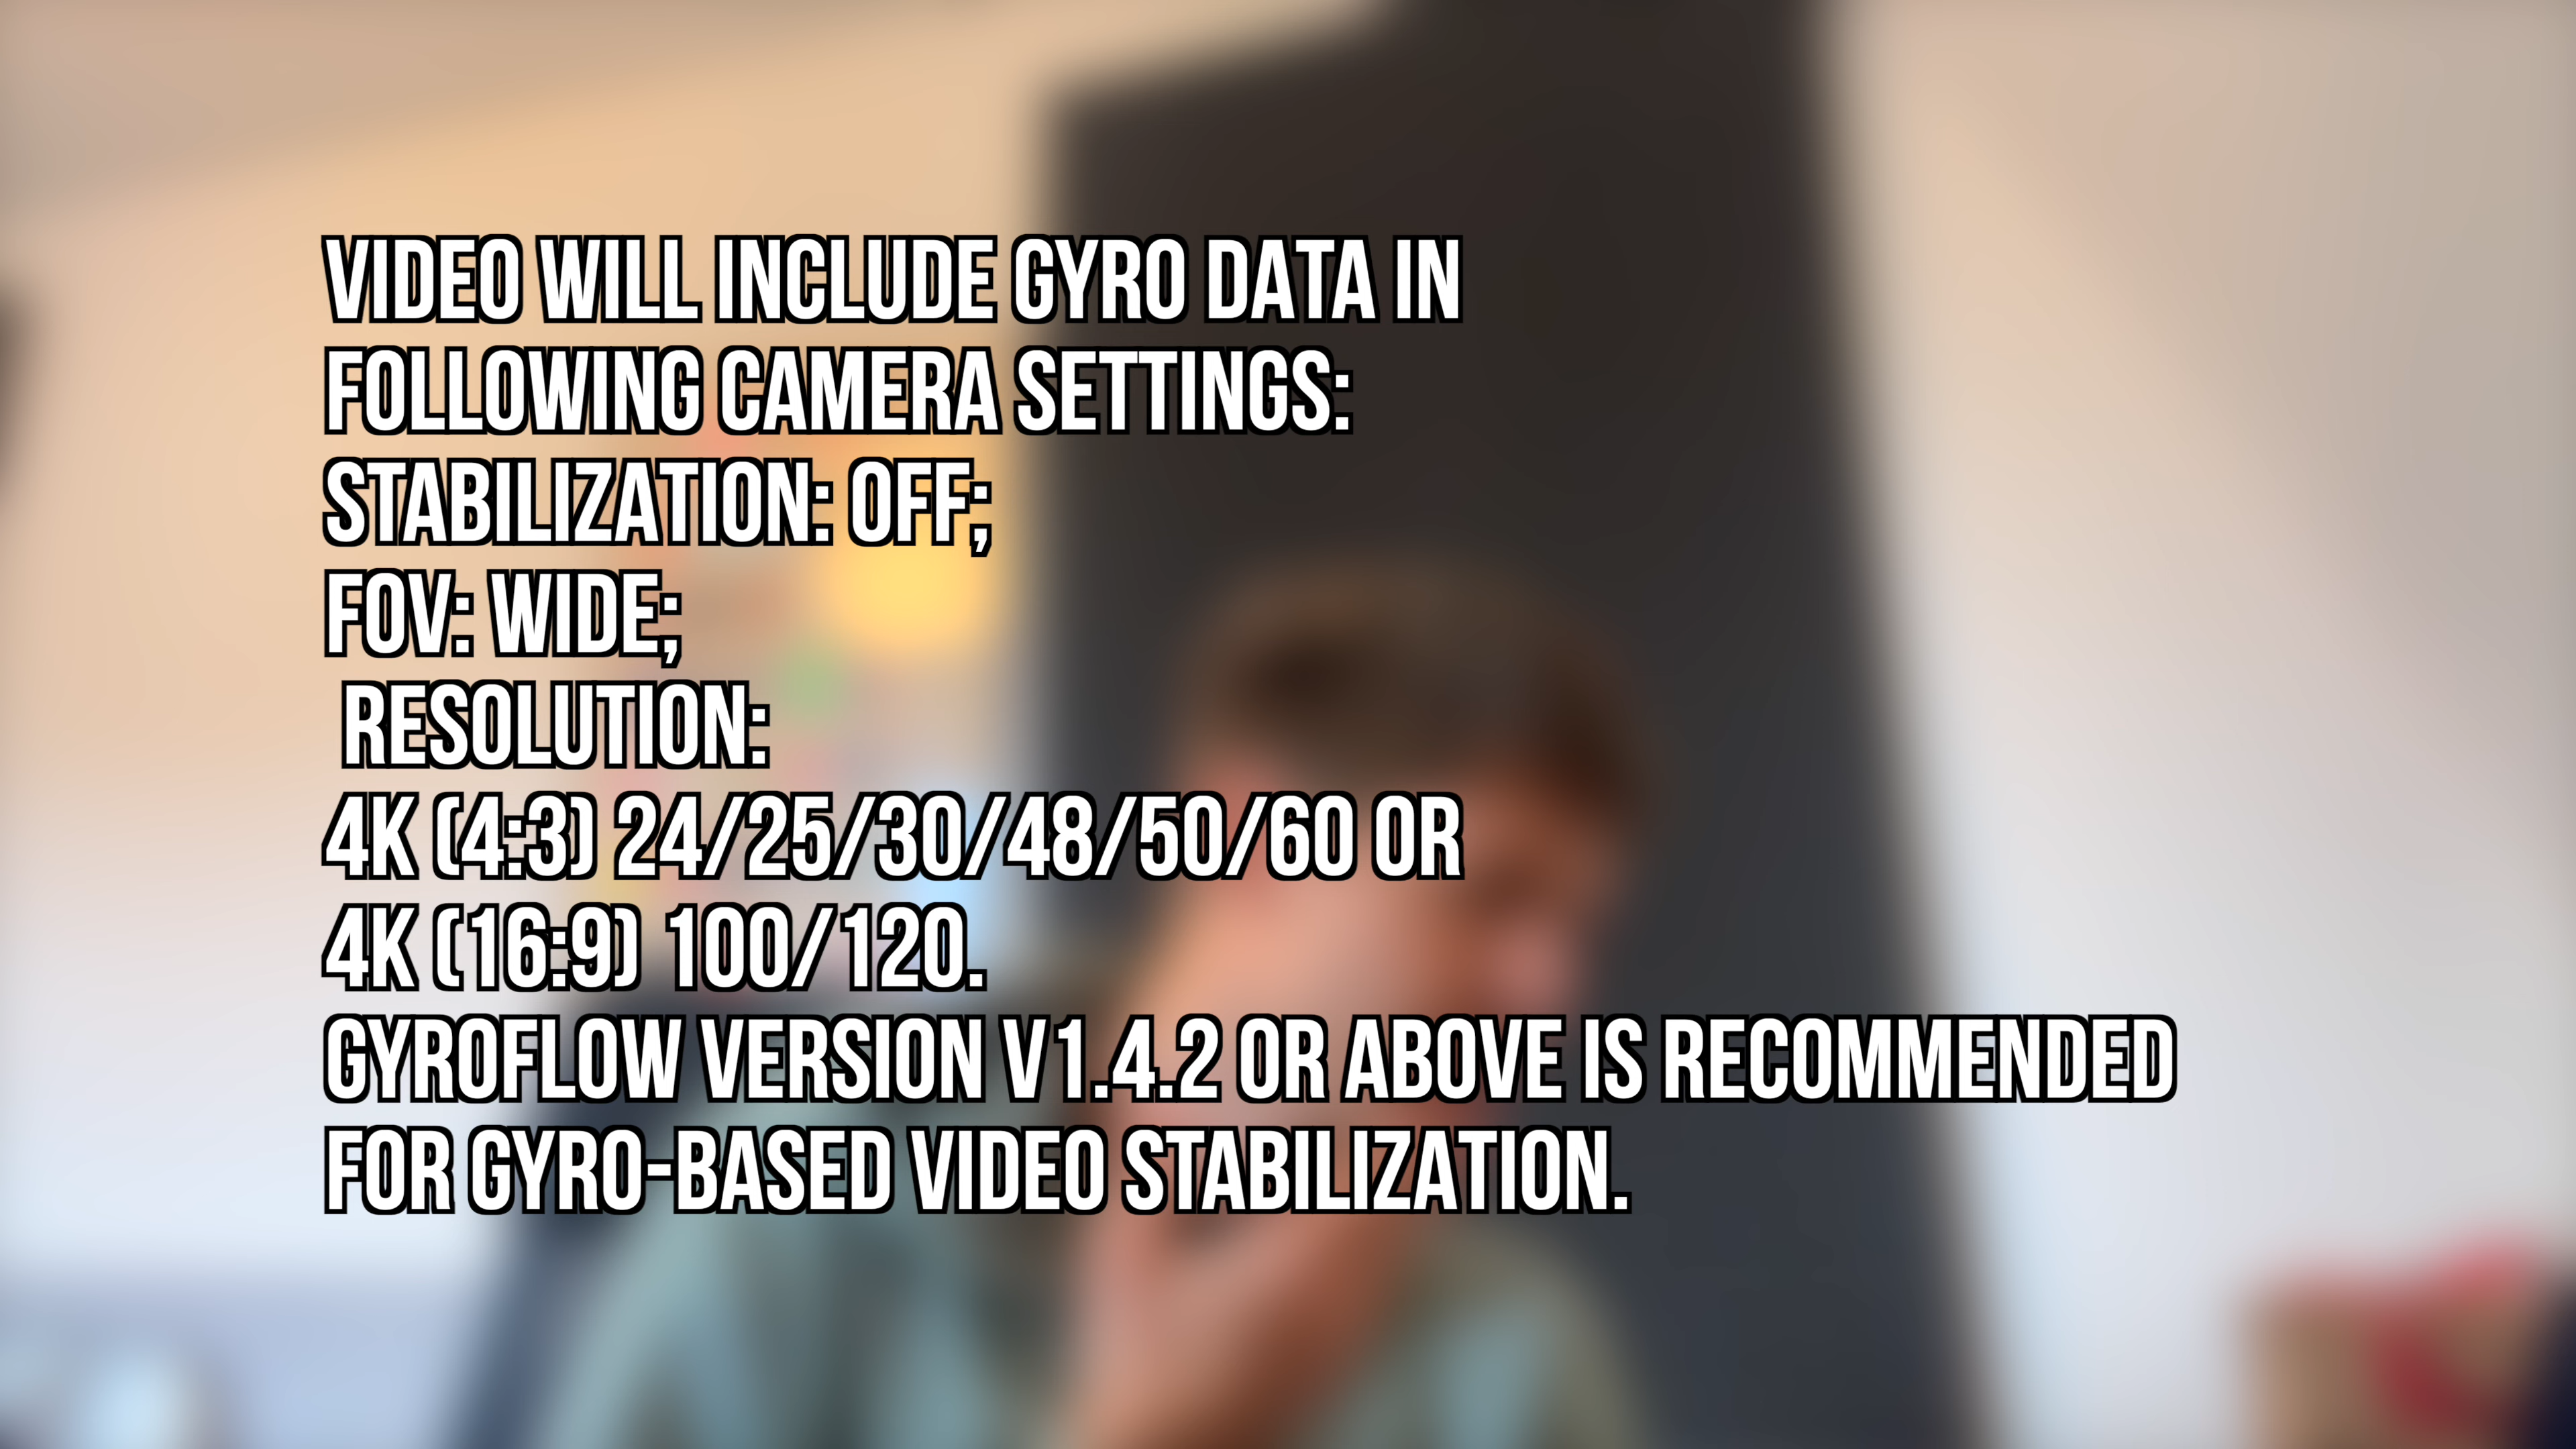 VIDEO WILL INCLUDE GYRO DATA IN
FOLLOWING CAMERA SETTINGS:
STABILIZATION: OFF;
FOV: WIDE;
RESOLUTION:
4K (4:3) 24/25/30/48/50/60 OR
4K (16:9) 100/120.
GYROFLOW VERSION V1.4.2 OR ABOVE IS RECOMMENDED
FOR GYRO-BASED VIDEO STABILIZATION.